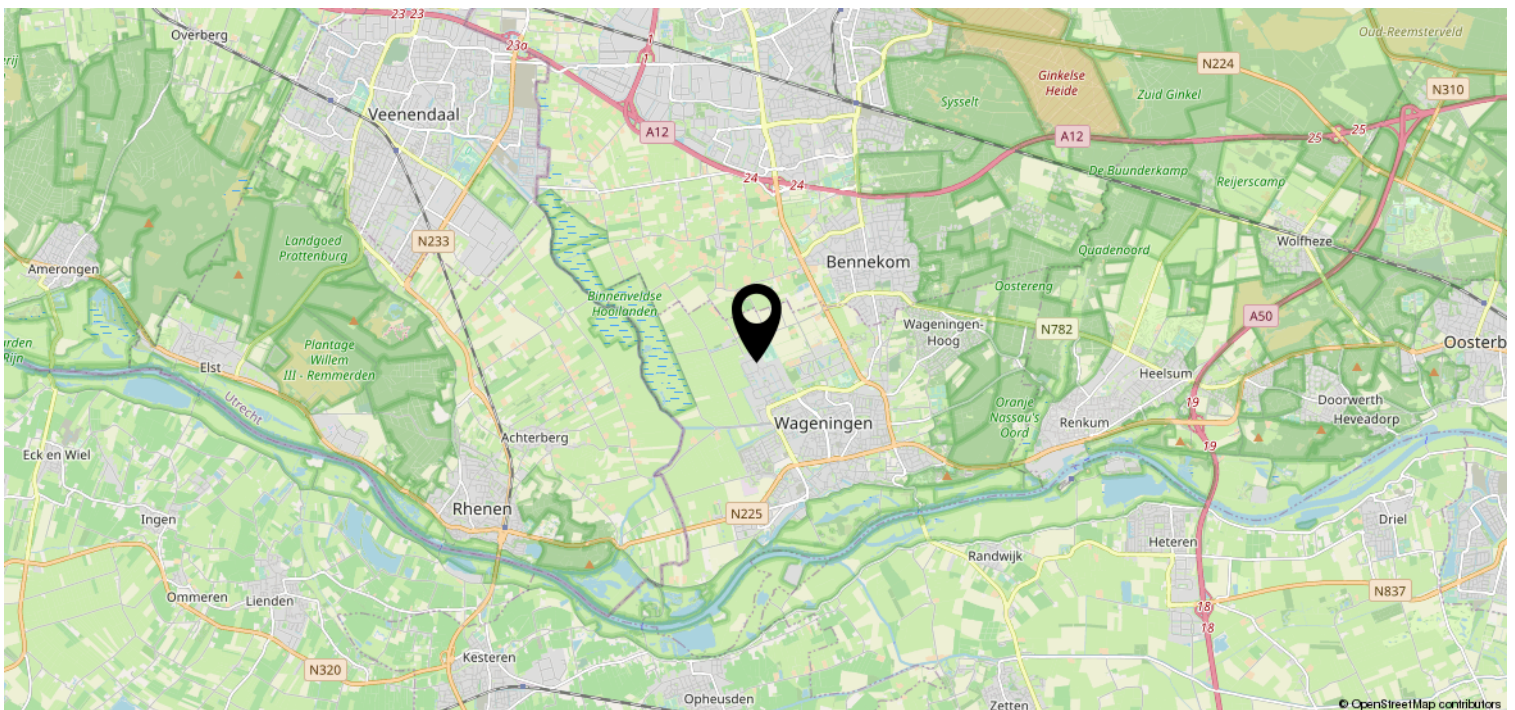 23 23
Overberg
23a
1
1
Oud-Reemsterveld
N224
Ginkelse
Heide
N310
Sysselt
Zuid Ginkel
Veenendaal
A12
A12
25
25
De Buunderkamp
24
24
Reijerscamp
Landgoed
Prattenburg
N233
Wolfheze
Quadenoord
Amerongen
Bennekom
Oostereng
Binnenveldse
Hooilanden
A50
Wageningen-
Hoog
N782
Rijn
Plantage
Willem
III - Remmerden
Oosterb
Elst
Heelsum
Utrecht
Oranje
Nassau's
Oord
19
Doorwerth
Heveadorp
Renkum
Wageningen
Achterberg
19
Eck en Wiel
Rhenen
N225
Ingen
Driel
Heteren
Randwijk
Ommeren
Lienden
N837
18
18
Kesteren
N320
Opheusden
Zetten
© OpenStreetMap contributors